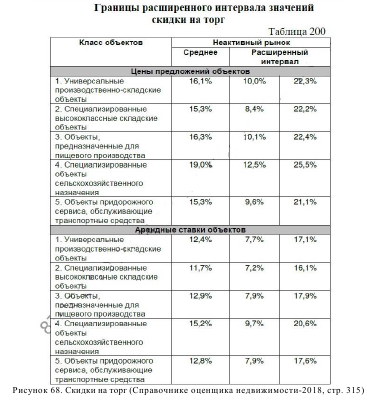 Границы расширенного интервала значений
скидки на торг
Таблица 200
Класс объектов Неактивный рынок
Среднее Расширенный
интервал
Цены предложений объектов
1. Универсальные 16,1% 10,0% 22,3%
производственно-складские
объекты
2. Специализированные 15,3% 8,4% 22,2%
высококлассные складские
объекты
3. Объекты, 16,3% 10,1% 22,4%
предназначенные для
пищевого производства
4. Специализированные 19,0% 12,5% 25,5%
объекты
сельскохозяйственного
назначения
5. Объекты придорожного 15,3% 9,6% 21,1%
сервиса, обслуживающие
транспортные средства
Арендные ставки объектов
1. Универсальные 12,4% 7,7% 17,1%
производственно-складские
объекты
2. Специализированные 11,7% 7,2% 16,1%
высококлассные складские
объекты
3. Объекты, 12,9% 7,9% 17,9%
предназначенные для
пищевого производства
4. Специализированные 15,2% 9,7% 20,6%
объекты
сельскохозяйственного
назначения
5. Объекты придорожного 12,8% 7,9% 17,6%
сервиса, обслуживающие
транспортные средства
Рисунок 68. Скидки на торг (Справочнике оценщика недвижимости-2018, стр. 315)